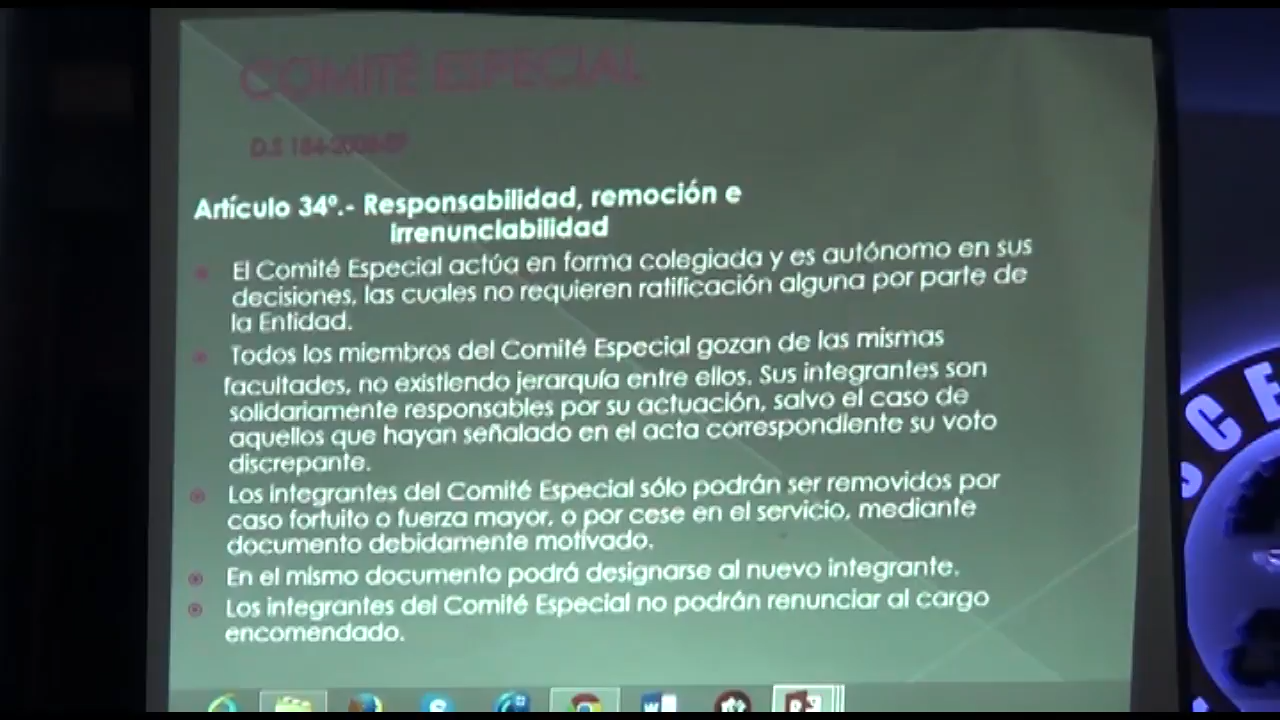 COMITÉ ESPECIAL
D.S 184-2008-EF
Artículo 34º.- Responsabilidad, remoción e
irrenunciabilidad
El Comité Especial actúa en forma colegiada y es autónomo en sus
decisiones, las cuales no requieren ratificación alguna por parte de
la Entidad.
Todos los miembros del Comité Especial gozan de las mismas
facultades, no existiendo jerarquía entre ellos. Sus integrantes son
solidariamente responsables por su actuación, salvo el caso de
aquellos que hayan señalado en el acta correspondiente su voto
discrepante.
Los integrantes del Comité Especial sólo podrán ser removidos por
caso fortuito o fuerza mayor, o por cese en el servicio, mediante
documento debidamente motivado.
En el mismo documento podrá designarse al nuevo integrante.
Los integrantes del Comité Especial no podrán renunciar al cargo
encomendado.